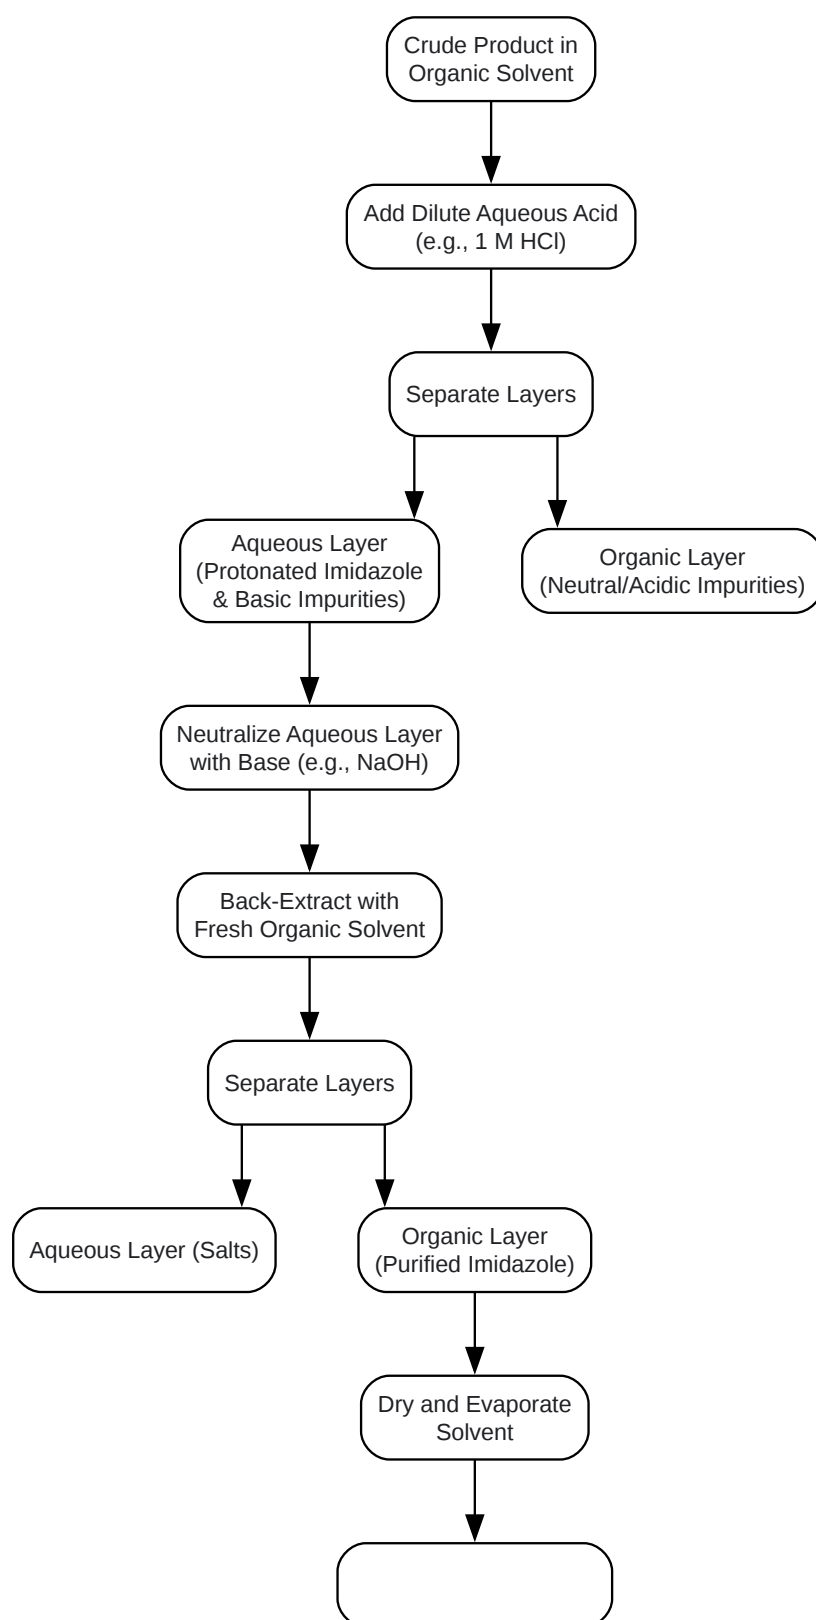 Crude Product in
Organic Solvent
Add Dilute Aqueous Acid
(e.g., 1 M HCl)
Separate Layers
Aqueous Layer
(Protonated Imidazole
& Basic Impurities)
Organic Layer
(Neutral/Acidic Impurities)
Neutralize Aqueous Layer
with Base (e.g., NaOH)
Back-Extract with
Fresh Organic Solvent
Separate Layers
Aqueous Layer (Salts)
Organic Layer
(Purified Imidazole)
Dry and Evaporate
Solvent